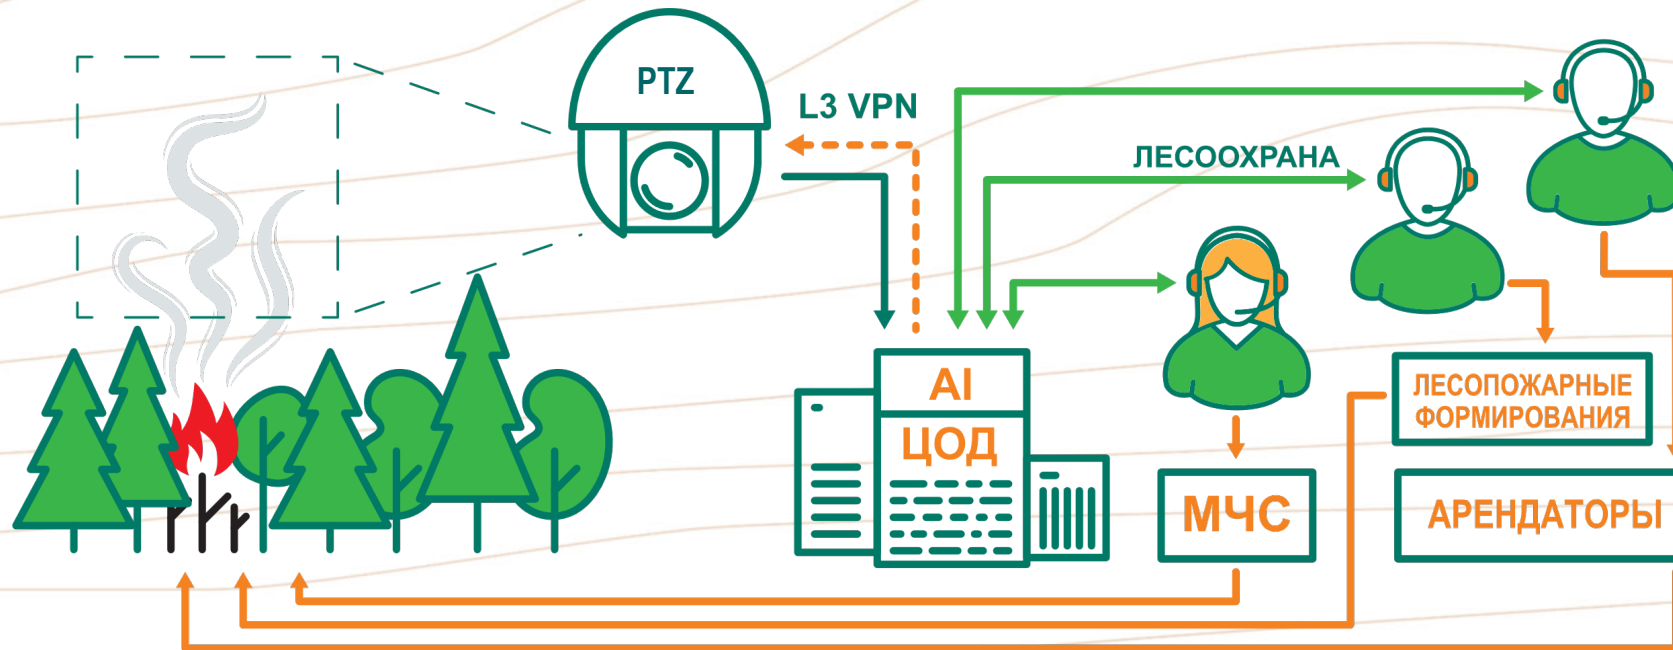 PTZ
L3 VPN
ЛЕСООХРАНА
AI
ЦОД
ЛЕСОПОЖАРНЫЕ
ФОРМИРОВАНИЯ
МЧС
АРЕНДАТОРЫ